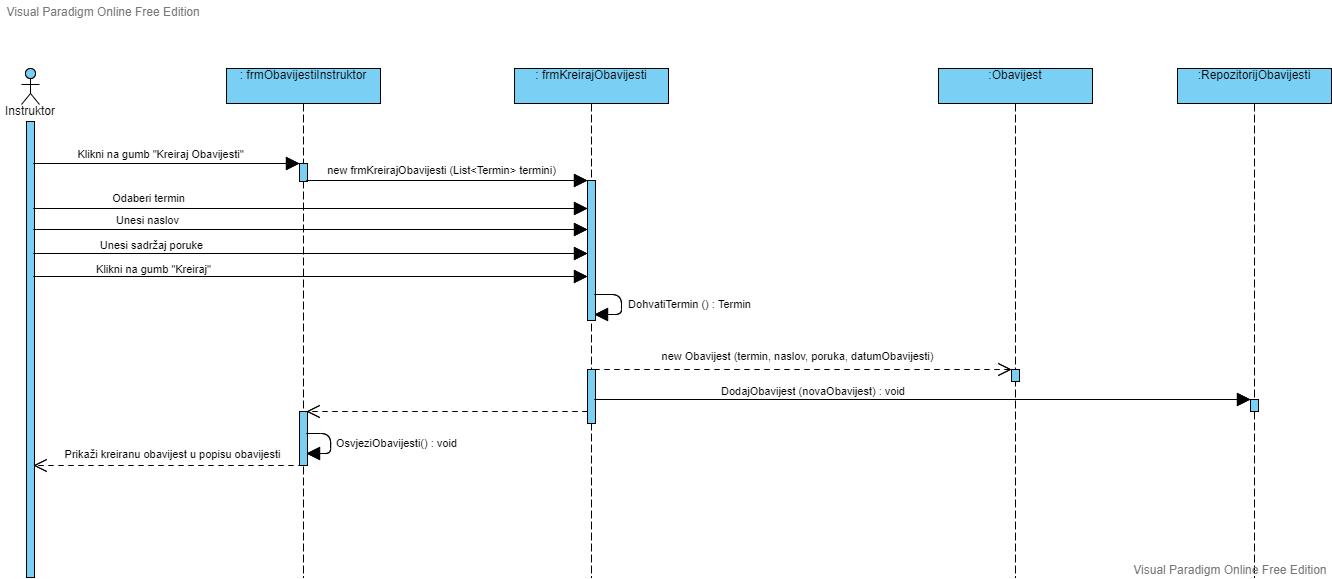 Visual Paradigm Online Free Edition
: frmObavijestiInstruktor
: frmKreirajObavijesti
:Obavijest
:RepozitorijObavijesti
Instruktor
Klikni na gumb "Kreiraj Obavijesti"
new frmKreirajObavijesti (List<Termin> termini)
Odaberi termin
Unesi naslov
Unesi sadržaj poruke
Klikni na gumb "Kreiraj"
DohvatiTermin () : Termin
new Obavijest (termin, naslov, poruka, datumObavijesti)
DodajObavijest (novaObavijest) : void
OsvjeziObavijesti() : void
Prikaži kreiranu obavijest u popisu obavijesti
Visual Paradigm Online Free Edition